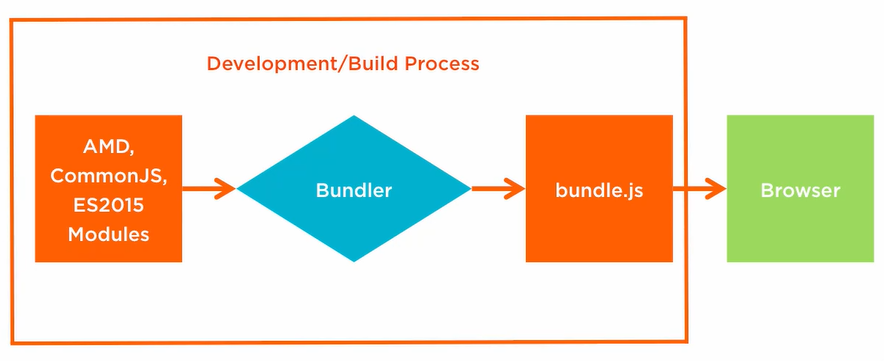 Development/Build Process
AMD,
CommonJS,
ES2015
Modules
Bundler
bundle.js
Browser